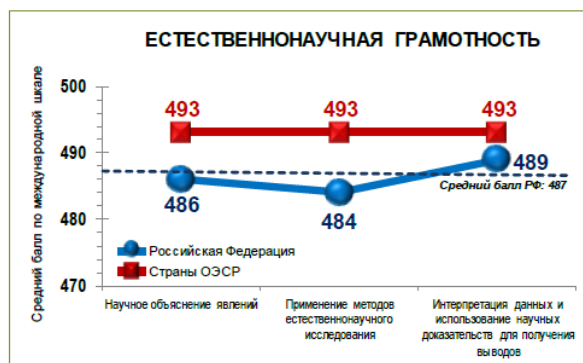 ЕСТЕСТВЕННОНАУЧНАЯ ГРАМОТНОСТЬ
Средний балл по международной шкале
500
490
480
470
493
493
493
486
484
489
Средний балл РФ: 487
Российская Федерация
Страны ОЭСР
Научное объяснение явлений
Применение методов
естественнонаучного
исследования
Интерпретация данных и
использование научных
доказательств для получения
выводов